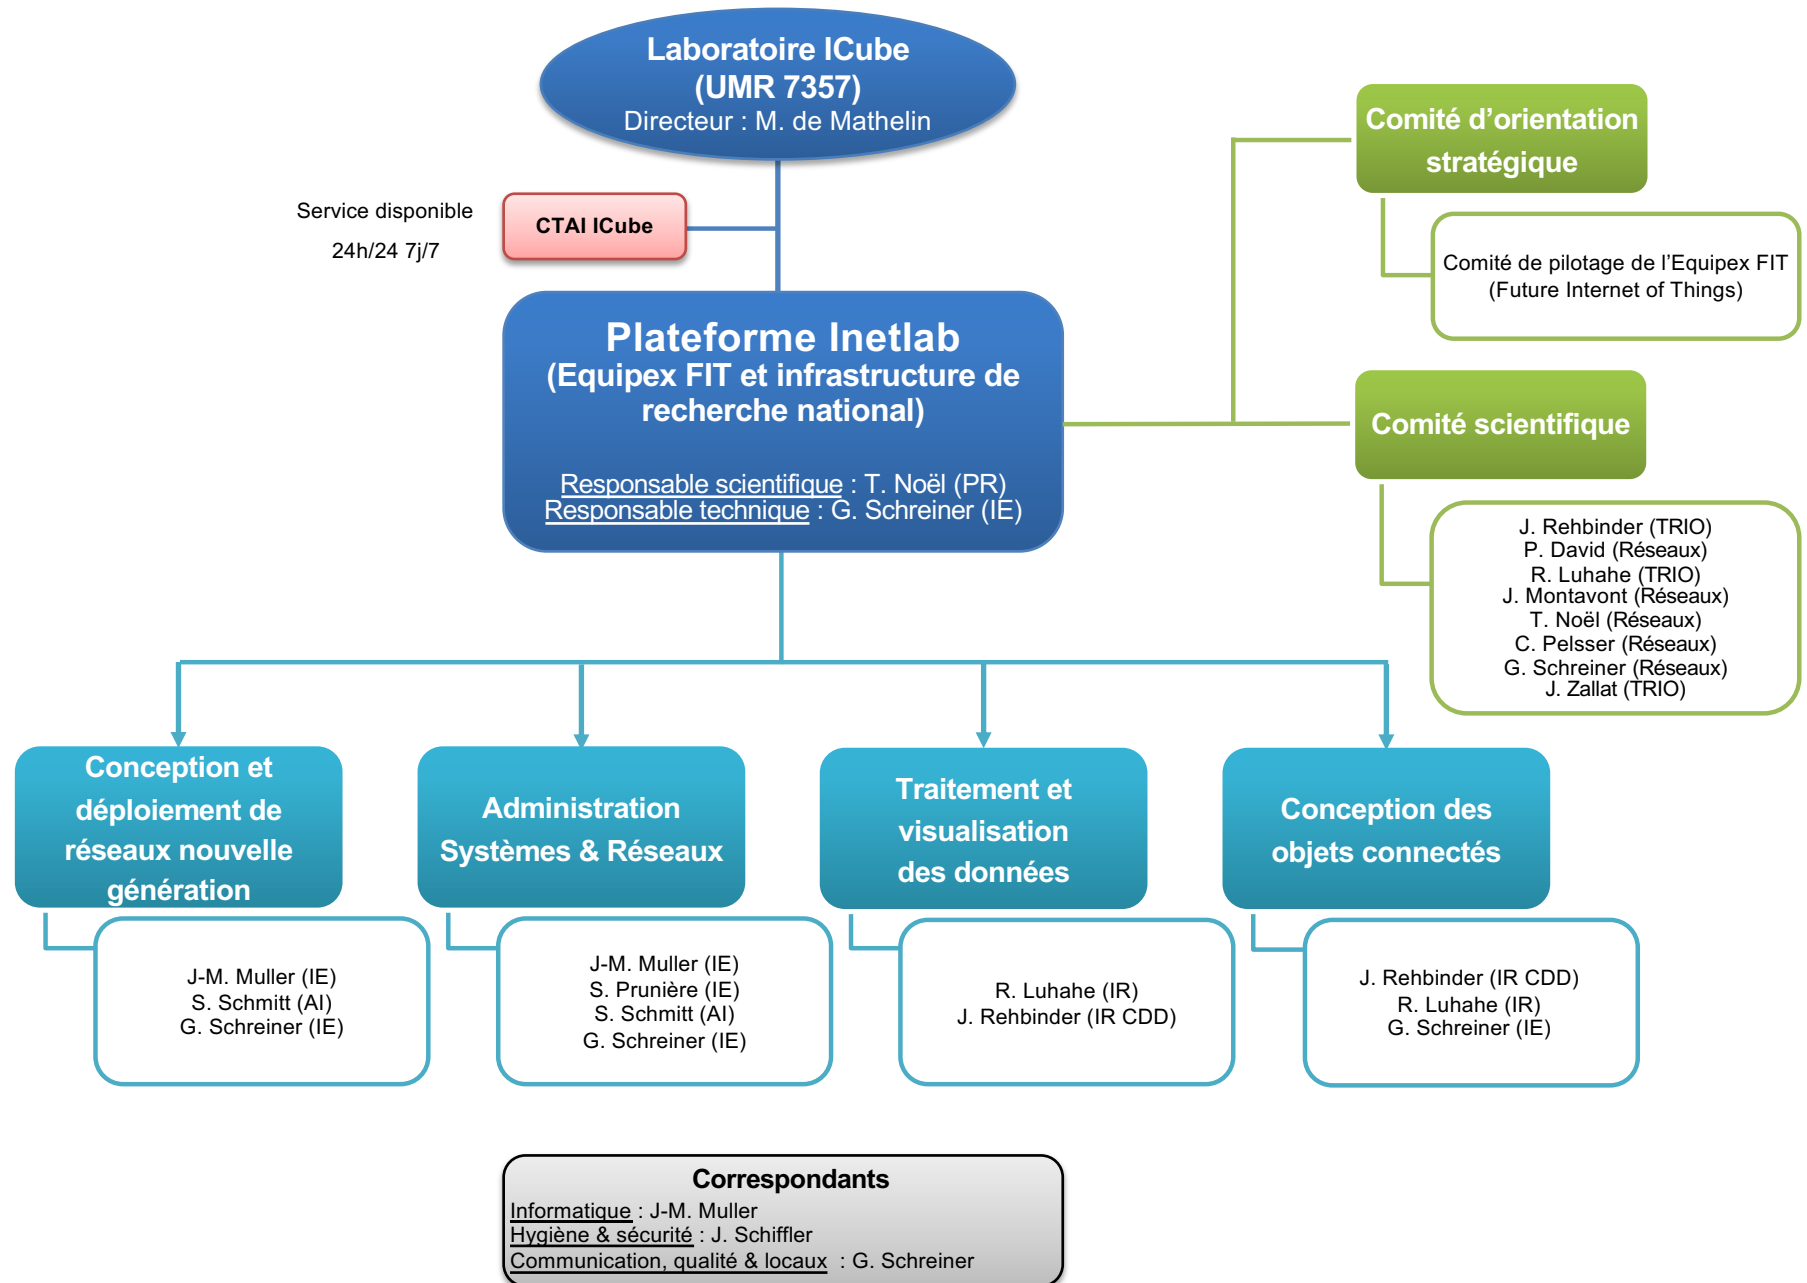 Laboratoire ICube
(UMR 7357)
Directeur : M. de Mathelin
Service disponible
24h/24 7j/7
CTAI ICube
Plateforme Inetlab
(Equipex FIT et infrastructure de
recherche national)
Responsable scientifique : T. Noël (PR)
Responsable technique : G. Schreiner (IE)
Comité d’orientation
stratégique
Comité de pilotage de l’Equipex FIT
(Future Internet of Things)
Comité scientifique
J. Rehbinder (TRIO)
P. David (Réseaux)
R. Luhahe (TRIO)
J. Montavont (Réseaux)
T. Noël (Réseaux)
C. Pelsser (Réseaux)
G. Schreiner (Réseaux)
J. Zallat (TRIO)
Conception et
déploiement de
réseaux nouvelle
génération
J-M. Muller (IE)
S. Schmitt (AI)
G. Schreiner (IE)
Administration
Systèmes & Réseaux
J-M. Muller (IE)
S. Prunière (IE)
S. Schmitt (AI)
G. Schreiner (IE)
Traitement et
visualisation
des données
R. Luhahe (IR)
J. Rehbinder (IR CDD)
Conception des
objets connectés
J. Rehbinder (IR CDD)
R. Luhahe (IR)
G. Schreiner (IE)
Correspondants
Informatique : J-M. Muller
Hygiène & sécurité : J. Schiffler
Communication, qualité & locaux : G. Schreiner